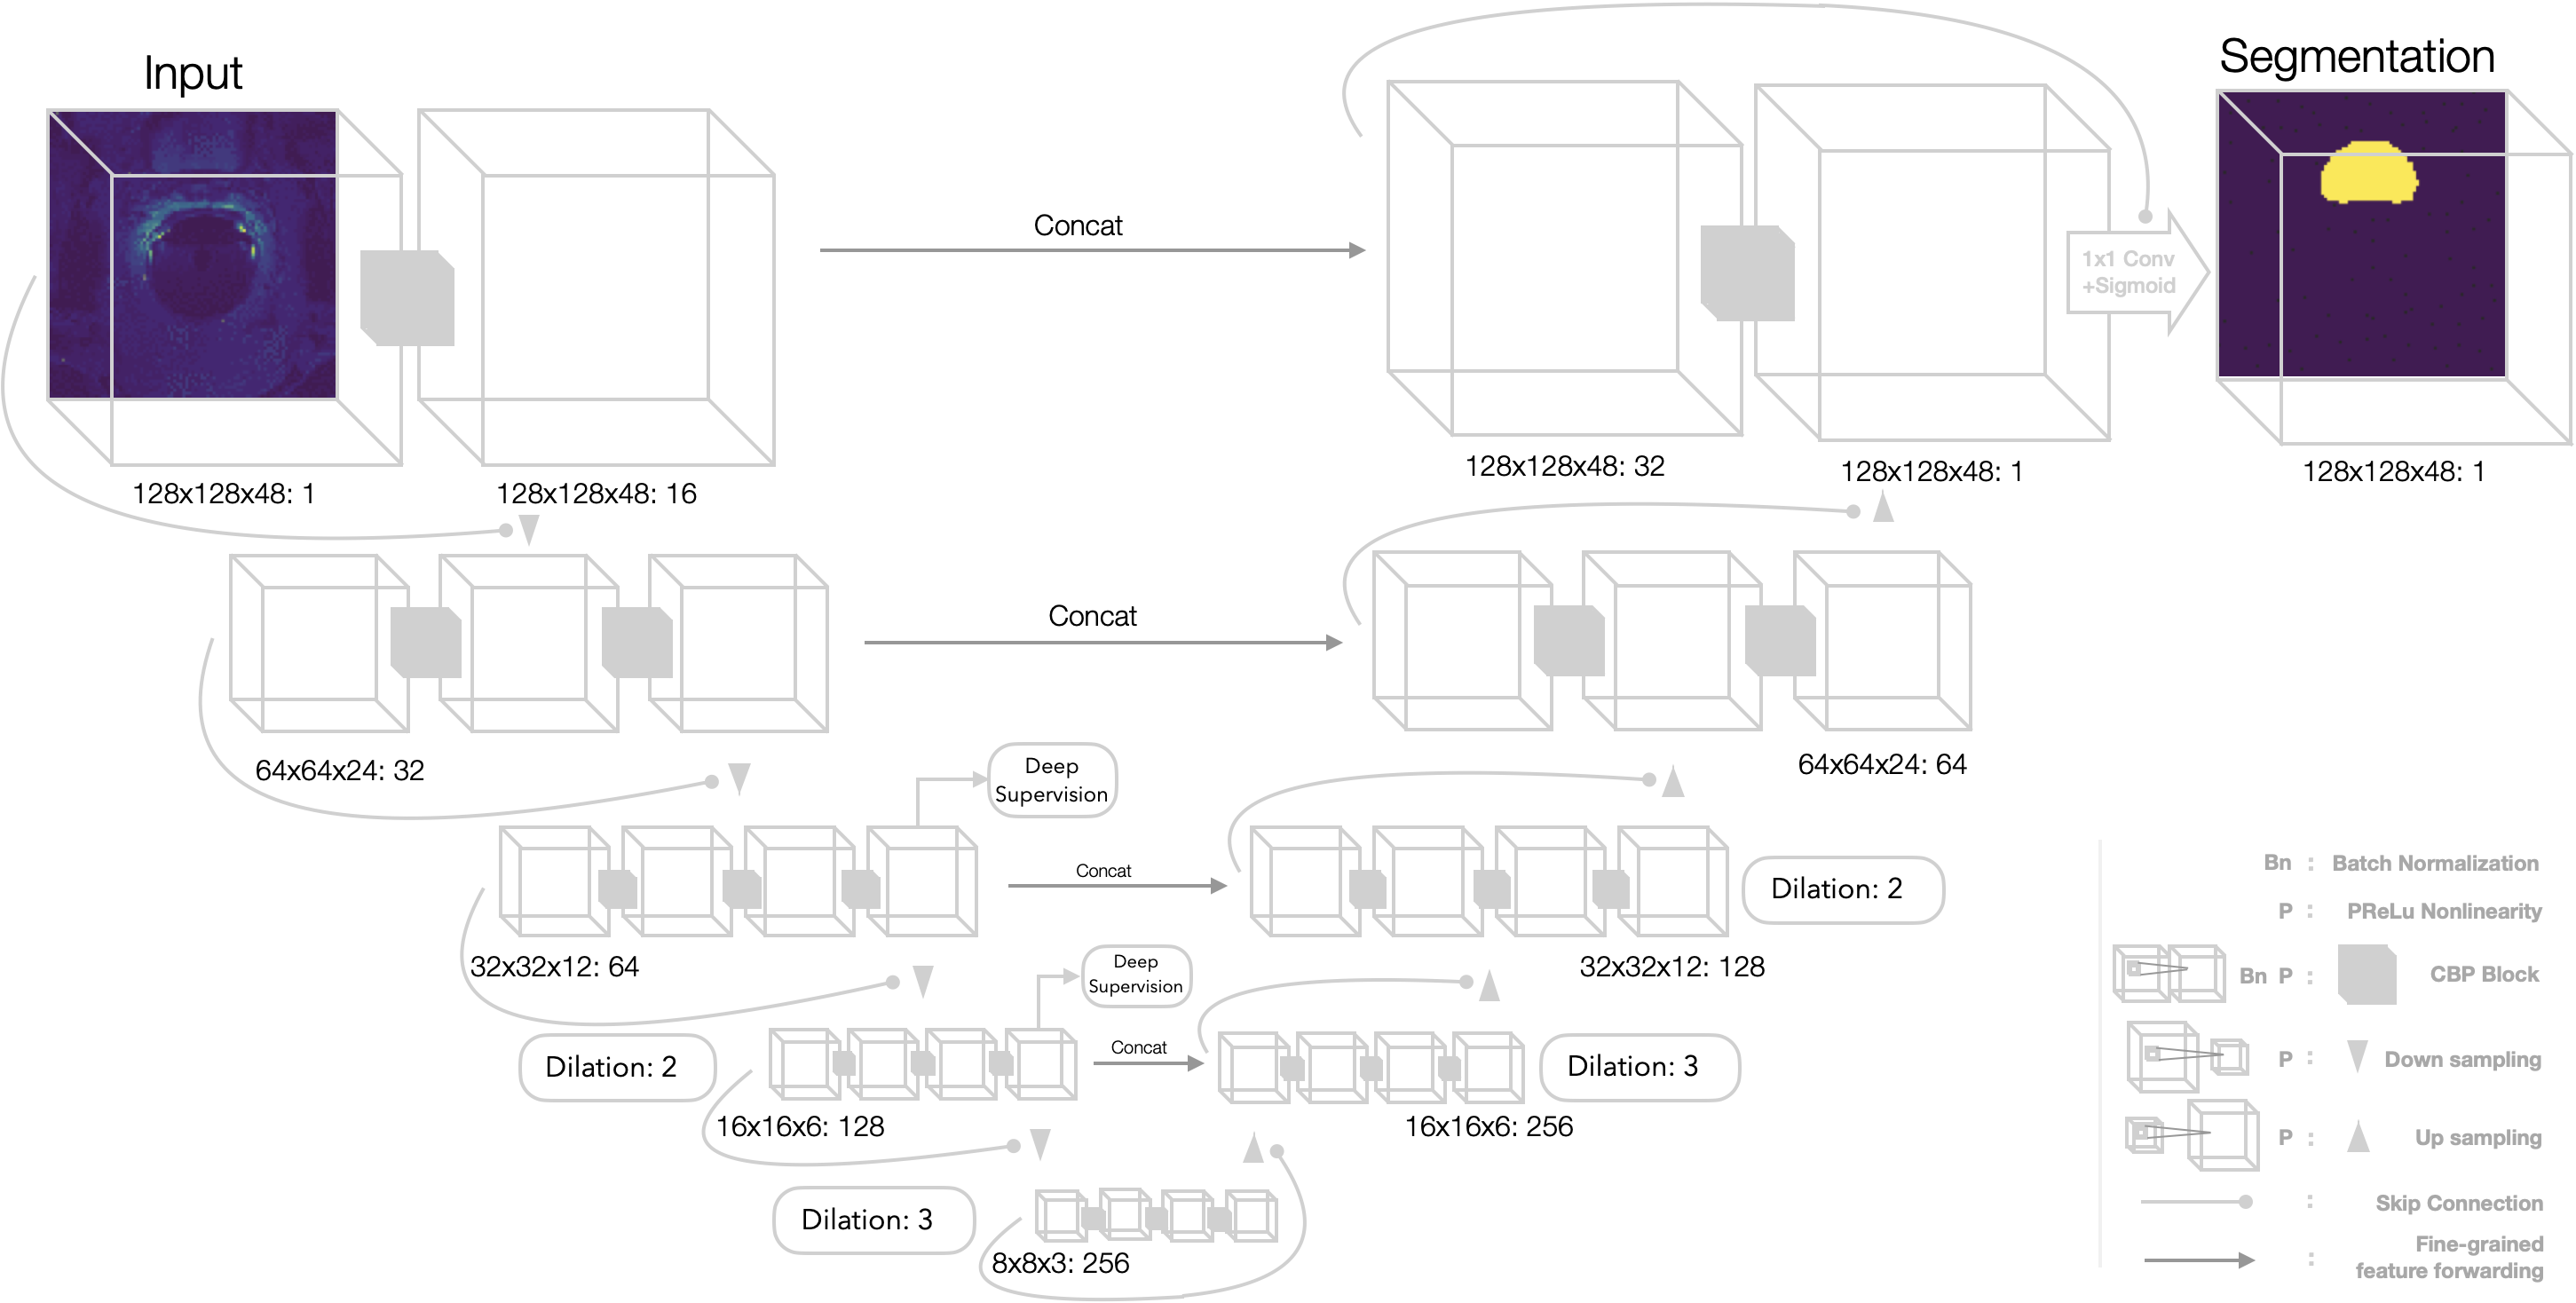 Input
Segmentation
Concat
1x1 Conv
+Sigmoid
128x128x48: 1
128x128x48: 16
128x128x48: 32
128x128x48: 1
128x128x48: 1
Concat
64x64x24: 32
64x64x24: 64
Deep
Supervision
Concat
Dilation: 2
32x32x12: 64
32x32x12: 128
Deep
Supervision
Dilation: 2
Concat
Dilation: 3
16x16x6: 128
16x16x6: 256
Dilation: 3
8x8x3: 256
Bn : Batch Normalization
P : PReLu Nonlinearity
Bn P : CBP Block
P : Down sampling
P : Up sampling
: Skip Connection
: Fine-grained
feature forwarding